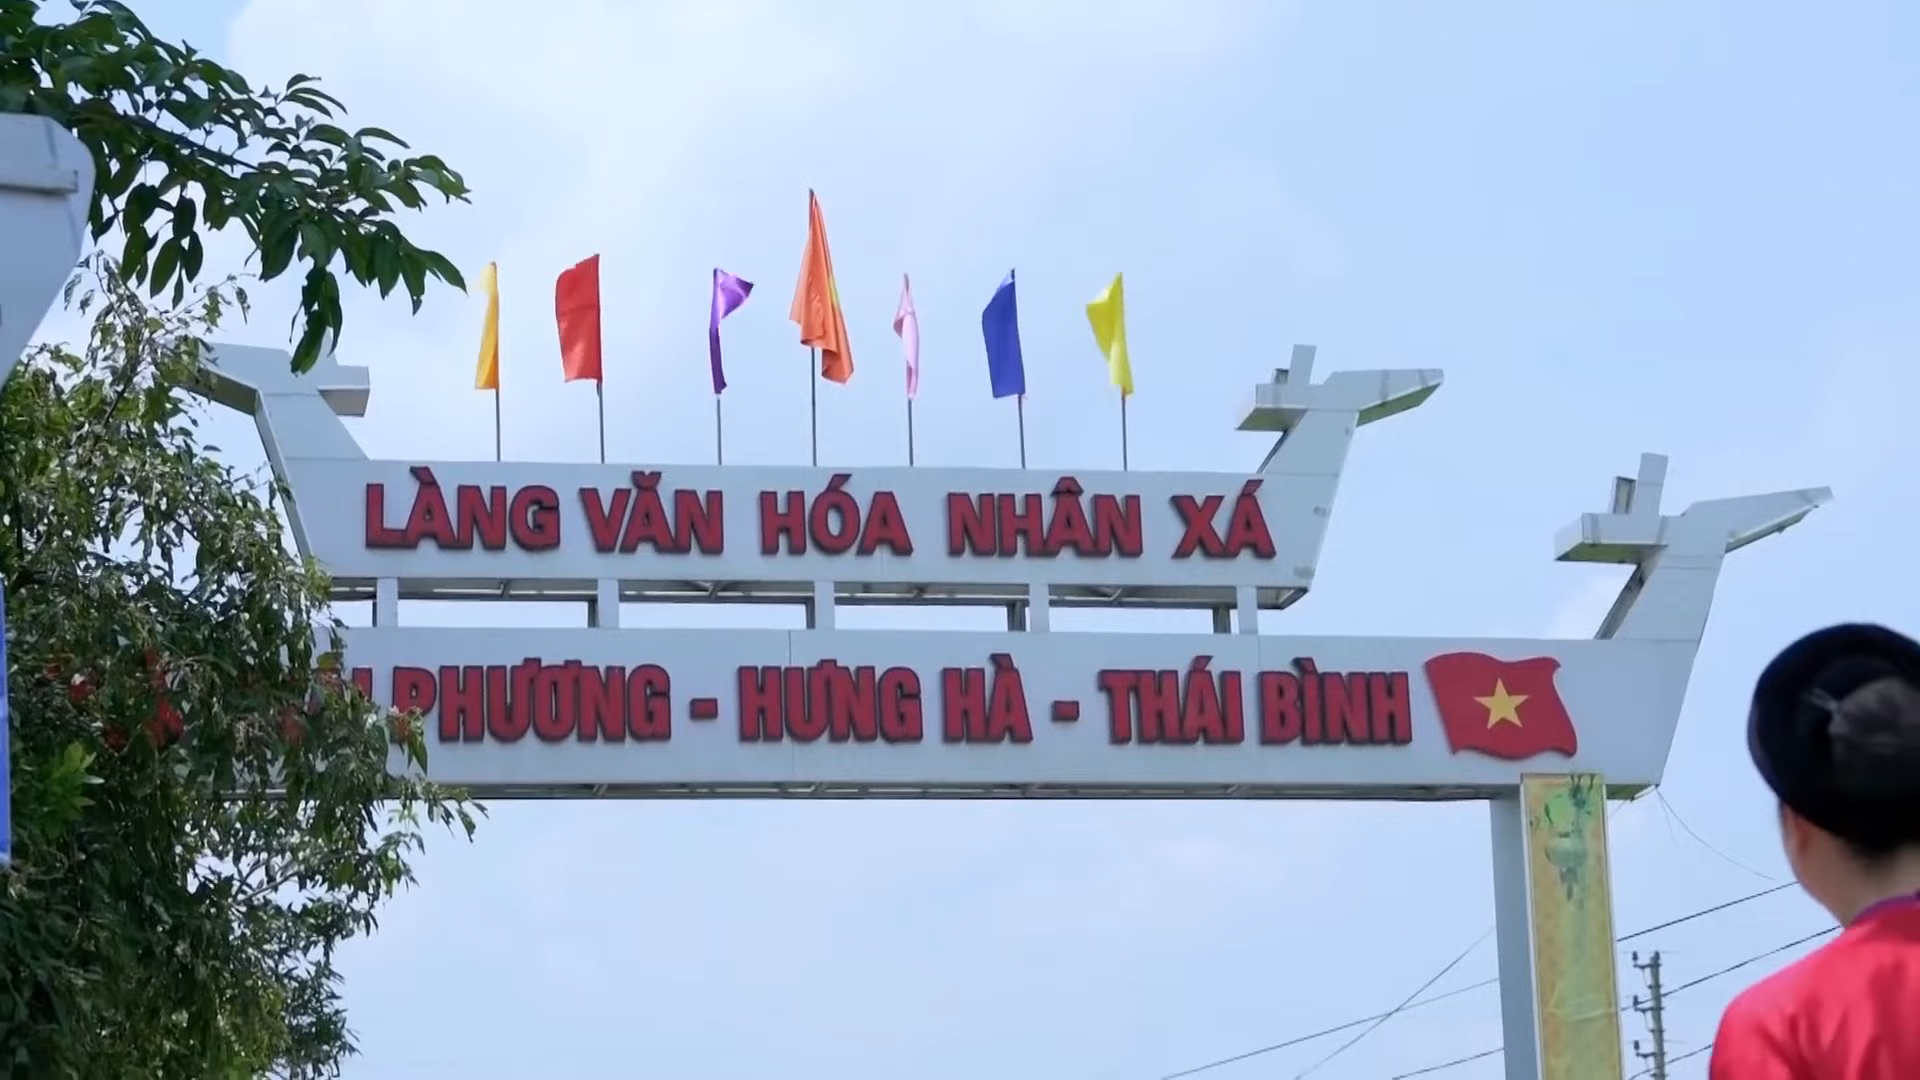 LÀNG VĂN HÓA NHÂN XÁ
PHƯƠNG - HƯNG HÀ - THÁI BÌNH